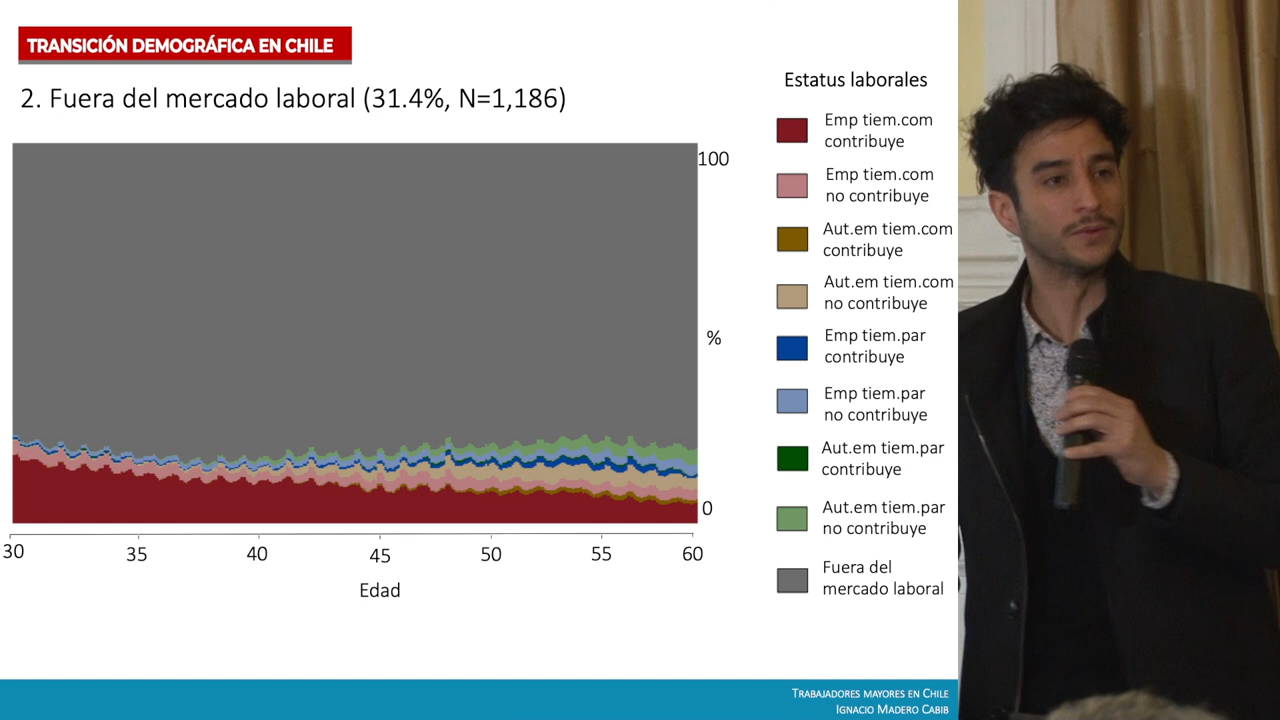 TRANSICIÓN DEMOGRÁFICA EN CHILE
2. Fuera del mercado laboral (31.4%, N=1,186)
Estatus laborales
Emp tiem.com
contribuye
Emp tiem.com
no contribuye
Aut.em tiem.com
contribuye
Aut.em tiem.com
no contribuye
Emp tiem.par
contribuye
Emp tiem.par
no contribuye
Aut.em tiem.par
contribuye
Aut.em tiem.par
no contribuye
Fuera del
mercado laboral
100
%
0
30 35 40 45 50 55 60
Edad
TRABAJADORES MAYORES EN CHILE
IGNACIO MADERO CABIB